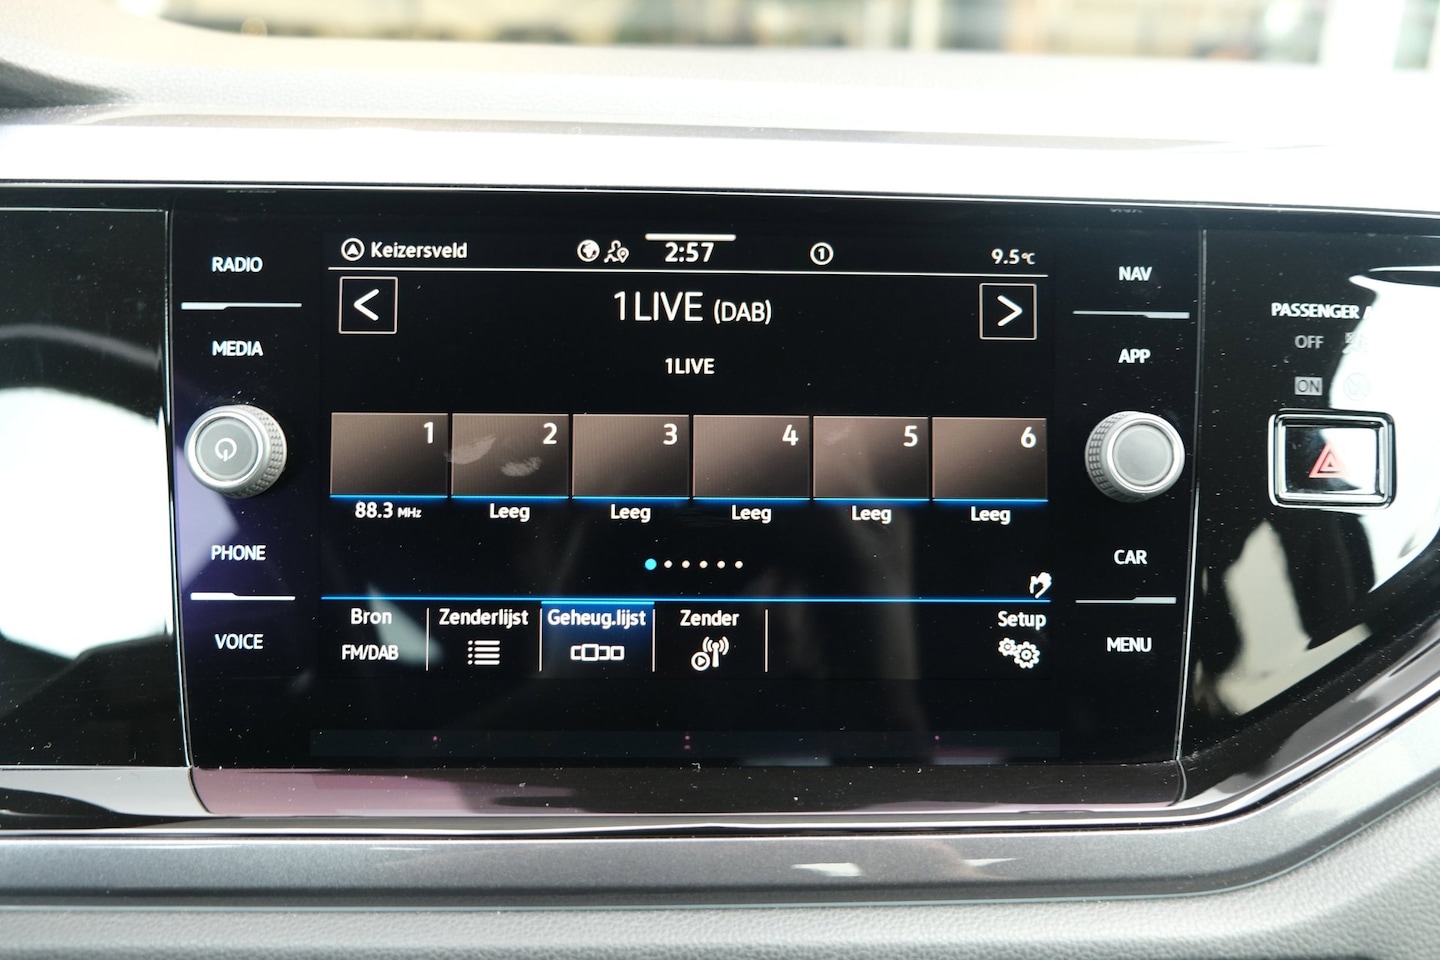 RADIO
MEDIA
PHONE
VOICE
Keizersveld
2:57
1
9.5°C
<
1LIVE (DAB)
>
1LIVE
1
2
3
4
5
6
88.3 MHz
Leeg
Leeg
Leeg
Leeg
Leeg
Bron
FM/DAB
Zenderlijst
Geheug.lijst
Zender
Setup
NAV
APP
CAR
MENU
PASSENGER
OFF
ON